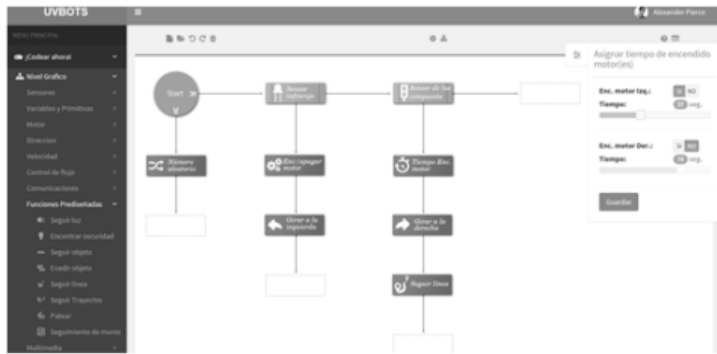 UVBOTS
Alexander Pierce
MENU PRINCIPAL
¡Codear ahora!
Nivel Grafico
Sensores
Variables y Primitivas
Motor
Direccion
Velocidad
Control de flujo
Comunicaciones
Funciones Prediseñadas
Seguir luz
Encontrar oscuridad
Seguir objeto
Evadir objeto
Seguir linea
Seguir Trayectos
Patear
Seguimiento de muros
Multimedia
Start
Sensor
infrarojo
Sensor de luz
compuesto
Número
aleatorio
Enc/apagar
motor
Tiempo Enc.
motor
Girar a la
izquierda
Girar a la
derecha
Seguir linea
Asignar tiempo de encendido
motor(es)
Enc. motor Izq.:
SI NO
Tiempo:
seg.
Enc. motor Der.:
SI NO
Tiempo:
seg.
Guardar